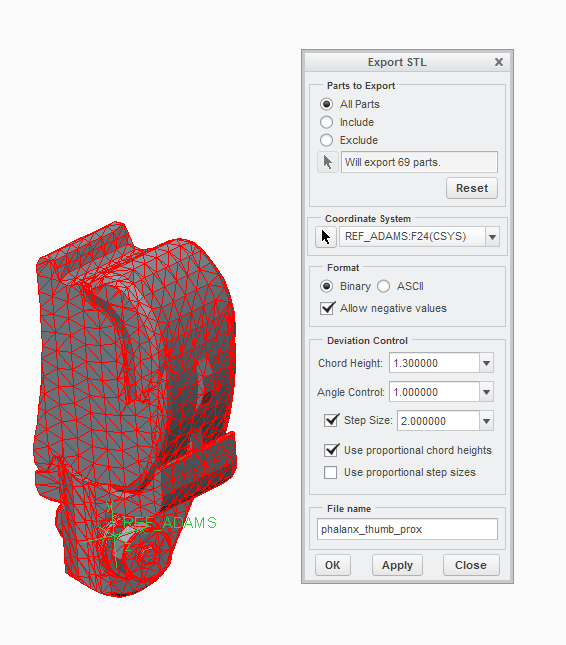 Export STL
Parts to Export
All Parts
Include
Exclude
Will export 69 parts.
Reset
Coordinate System
REF_ADAMS:F24(CSYS)
Format
Binary ASCII
Allow negative values
Deviation Control
Chord Height: 1.300000
Angle Control: 1.000000
Step Size: 2.000000
Use proportional chord heights
Use proportional step sizes
File name
phalanx_thumb_prox
OK Apply Close
REF_ADAMS